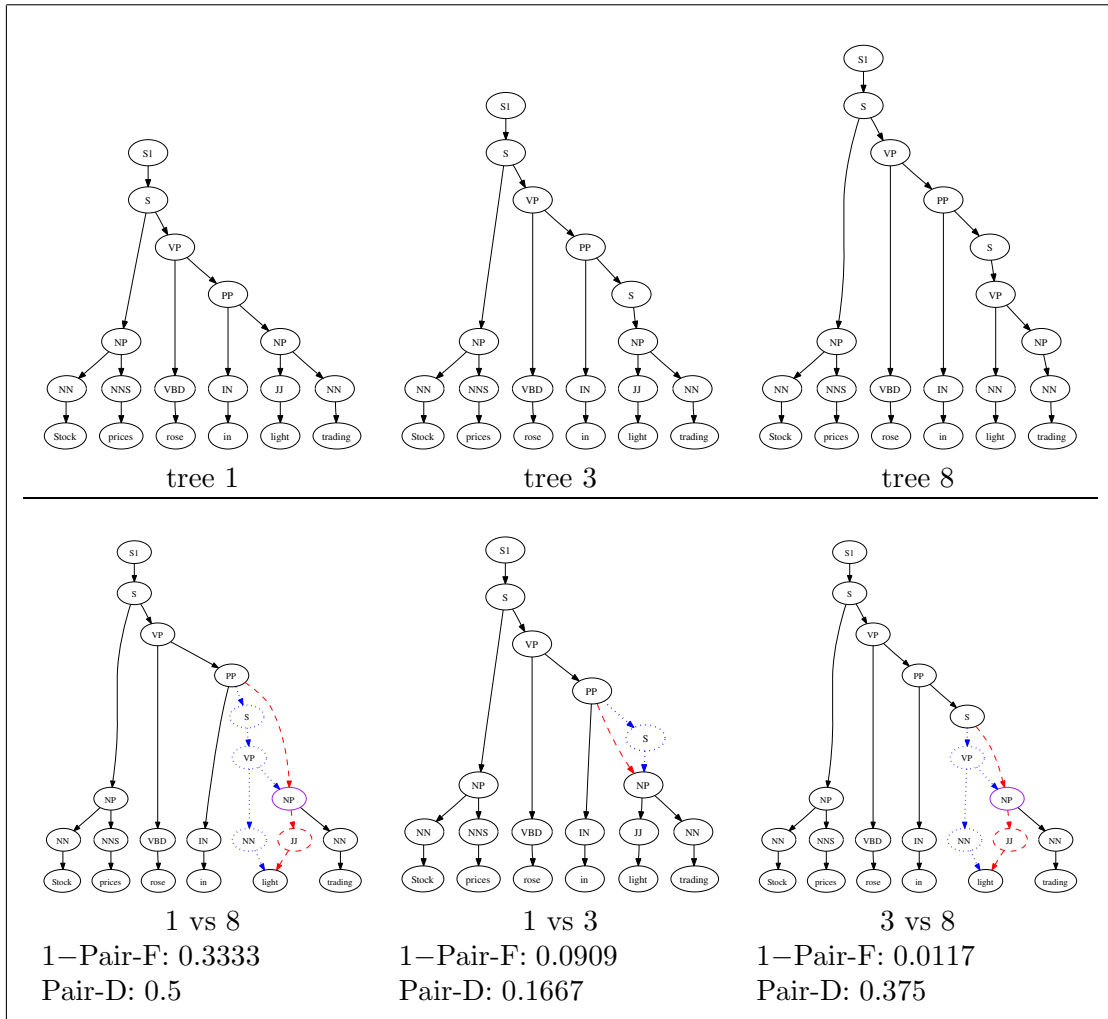 S1
S1
S1
S
S
S
VP
VP
VP
PP
PP
PP
S
S
VP
NP
NP
NP
NP
NP
NP
NN
NNS
VBD
IN
JJ
NN
NN
NNS
VBD
IN
JJ
NN
NN
NNS
VBD
IN
NN
NN
Stock
prices
rose
in
light
trading
Stock
prices
rose
in
light
trading
Stock
prices
rose
in
light
trading
tree 1
tree 3
tree 8
S1
S1
S1
S
S
S
VP
VP
VP
PP
PP
PP
S
S
S
VP
VP
NP
NP
NP
NP
NP
NP
NN
NNS
VBD
IN
NN
JJ
NN
NN
NNS
VBD
IN
JJ
NN
NN
NNS
VBD
IN
NN
JJ
NN
Stock
prices
rose
in
light
trading
Stock
prices
rose
in
light
trading
Stock
prices
rose
in
light
trading
1 vs 8
1−Pair-F: 0.3333
Pair-D: 0.5
1 vs 3
1−Pair-F: 0.0909
Pair-D: 0.1667
3 vs 8
1−Pair-F: 0.0117
Pair-D: 0.375